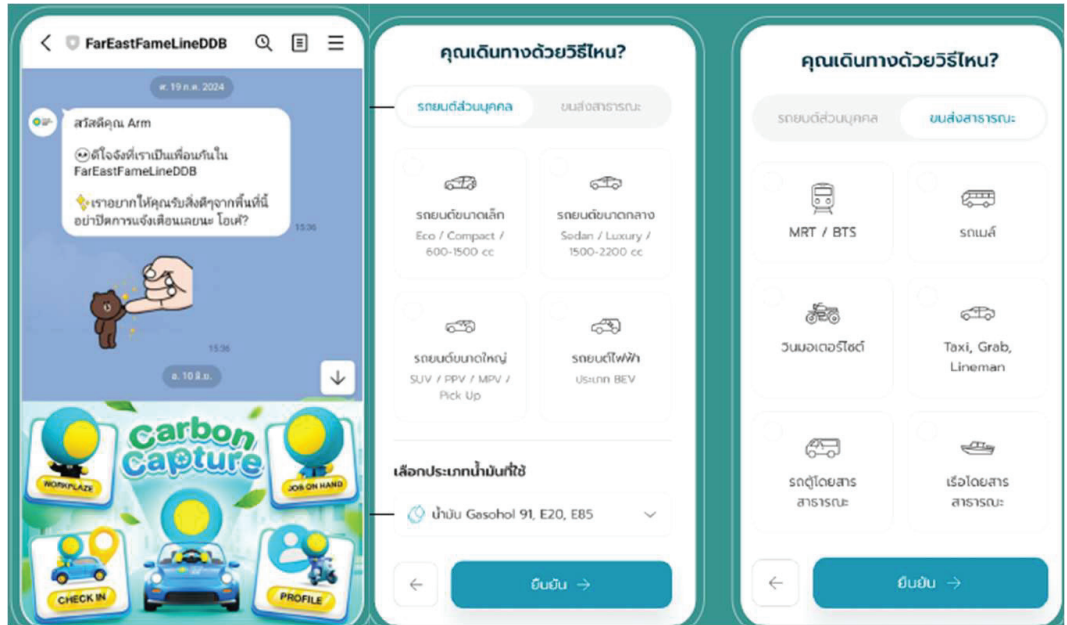 FarEastFameLineDDB
ศ. 19 ก.ค. 2024
สวัสดีคุณ Arm
ดีใจจังที่เราเป็นเพื่อนกันใน
FarEastFameLineDDB
เราอยากให้คุณรับสิ่งดีๆจากพื้นที่นี้
อย่าปิดการแจ้งเตือนเลยนะ โอเค๊?
15:36
15:36
อ. 10 มิ.ย.
Carbon
Capture
WORKPLAZE
JOB ON HAND
CHECK IN
PROFILE
คุณเดินทางด้วยวิธีไหน?
รถยนต์ส่วนบุคคล
ขนส่งสาธารณะ
รถยนต์ขนาดเล็ก
Eco / Compact /
600-1500 cc
รถยนต์ขนาดกลาง
Sedan / Luxury /
1500-2200 cc
รถยนต์ขนาดใหญ่
SUV / PPV / MPV /
Pick Up
รถยนต์ไฟฟ้า
ประเภท BEV
เลือกประเภทน้ำมันที่ใช้
น้ำมัน Gasohol 91, E20, E85
ยืนยัน →
คุณเดินทางด้วยวิธีไหน?
รถยนต์ส่วนบุคคล
ขนส่งสาธารณะ
MRT / BTS
รถเมล์
วินมอเตอร์ไซต์
Taxi, Grab,
Lineman
รถตู้โดยสาร
สาธารณะ
เรือโดยสาร
สาธารณะ
ยืนยัน →